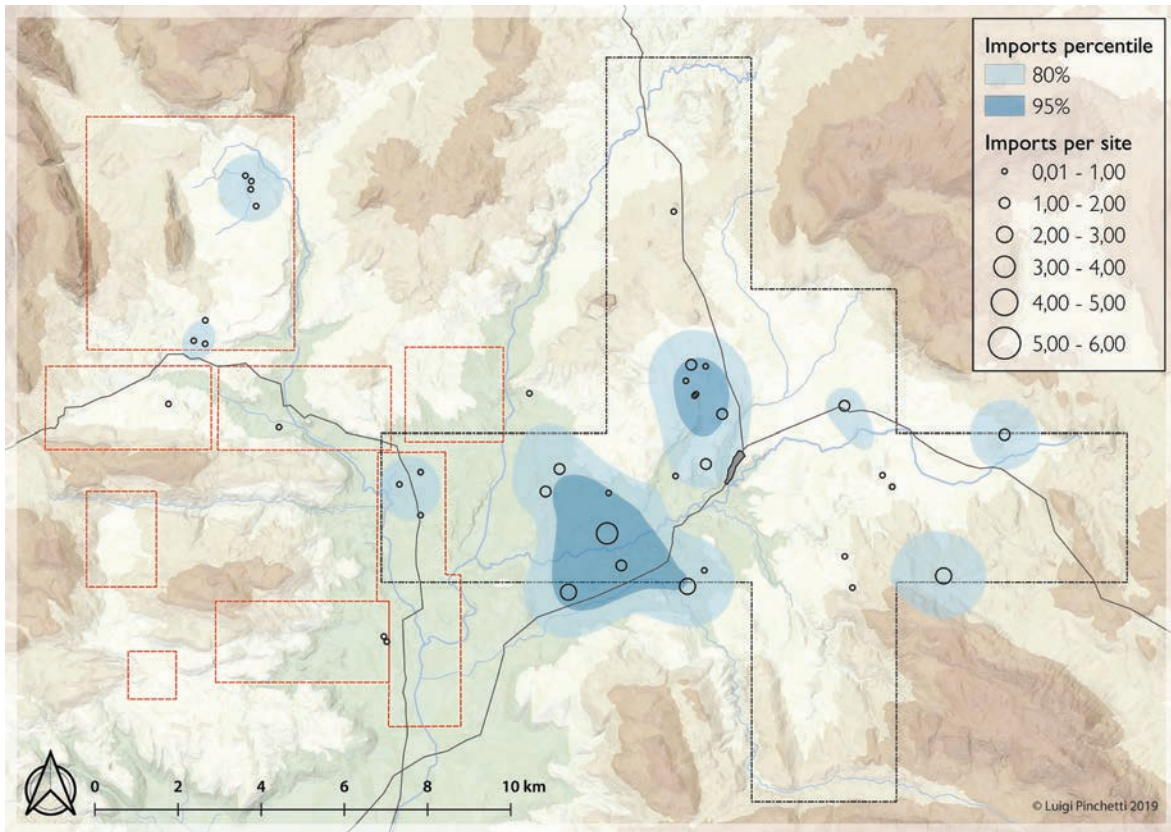 Imports percentile
80%
95%
Imports per site
0,01 - 1,00
1,00 - 2,00
2,00 - 3,00
3,00 - 4,00
4,00 - 5,00
5,00 - 6,00
0 2 4 6 8 10 km
© Luigi Pinchetti 2019